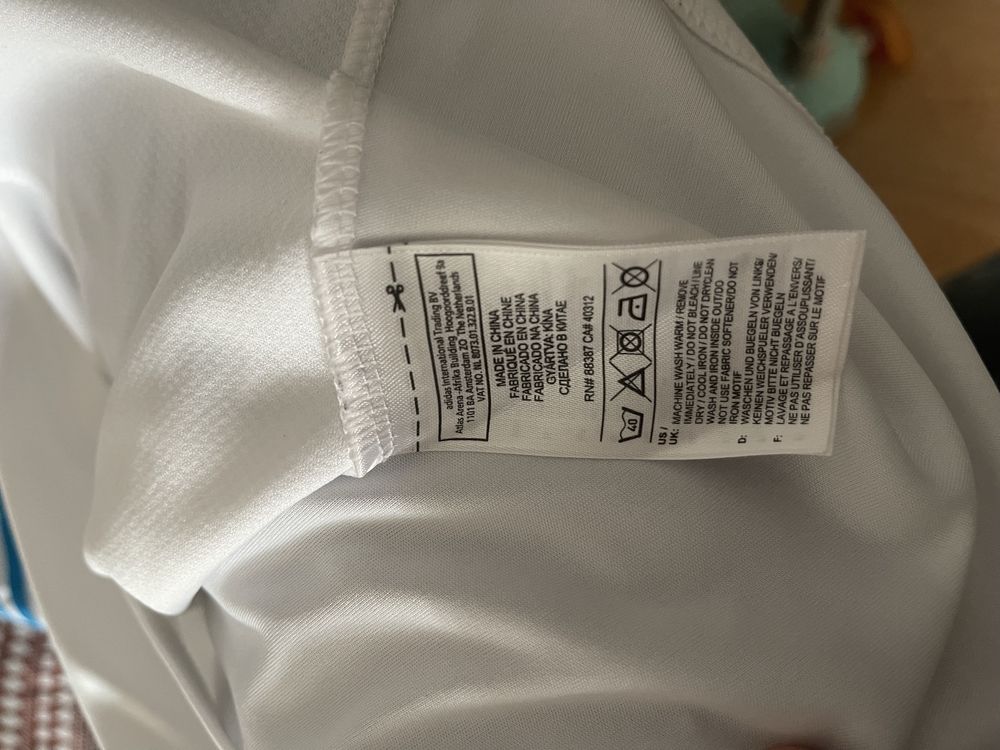 adidas International Trading BV
Atlas Arena -Afrika Building Hoogoorddreef 9a
1101 BA Amsterdam ZO The Netherlands
VAT NO. NL 8073.01.322.B.01
MADE IN CHINA
FABRIQUÉ EN CHINE
FABRICADO EN CHINA
FABRICADO NA CHINA
GYÁRTVA: KÍNA
СДЕЛАНО В КИТАЕ
RN# 88387 CA# 40312
40
US /
UK: MACHINE WASH WARM / REMOVE
IMMEDIATELY / DO NOT BLEACH / LINE
DRY / COOL IRON / DO NOT DRYCLEAN
WASH AND IRON INSIDE OUT/DO
NOT USE FABRIC SOFTENER/DO NOT
IRON MOTIF
D: WASCHEN UND BUEGELN VON LINKS/
KEINEN WEICHSPUELER VERWENDEN/
MOTIV BITTE NICHT BUEGELN
F: LAVAGE ET REPASSAGE A L'ENVERS/
NE PAS UTILISER D'ASSOUPLISSANT/
NE PAS REPASSER SUR LE MOTIF